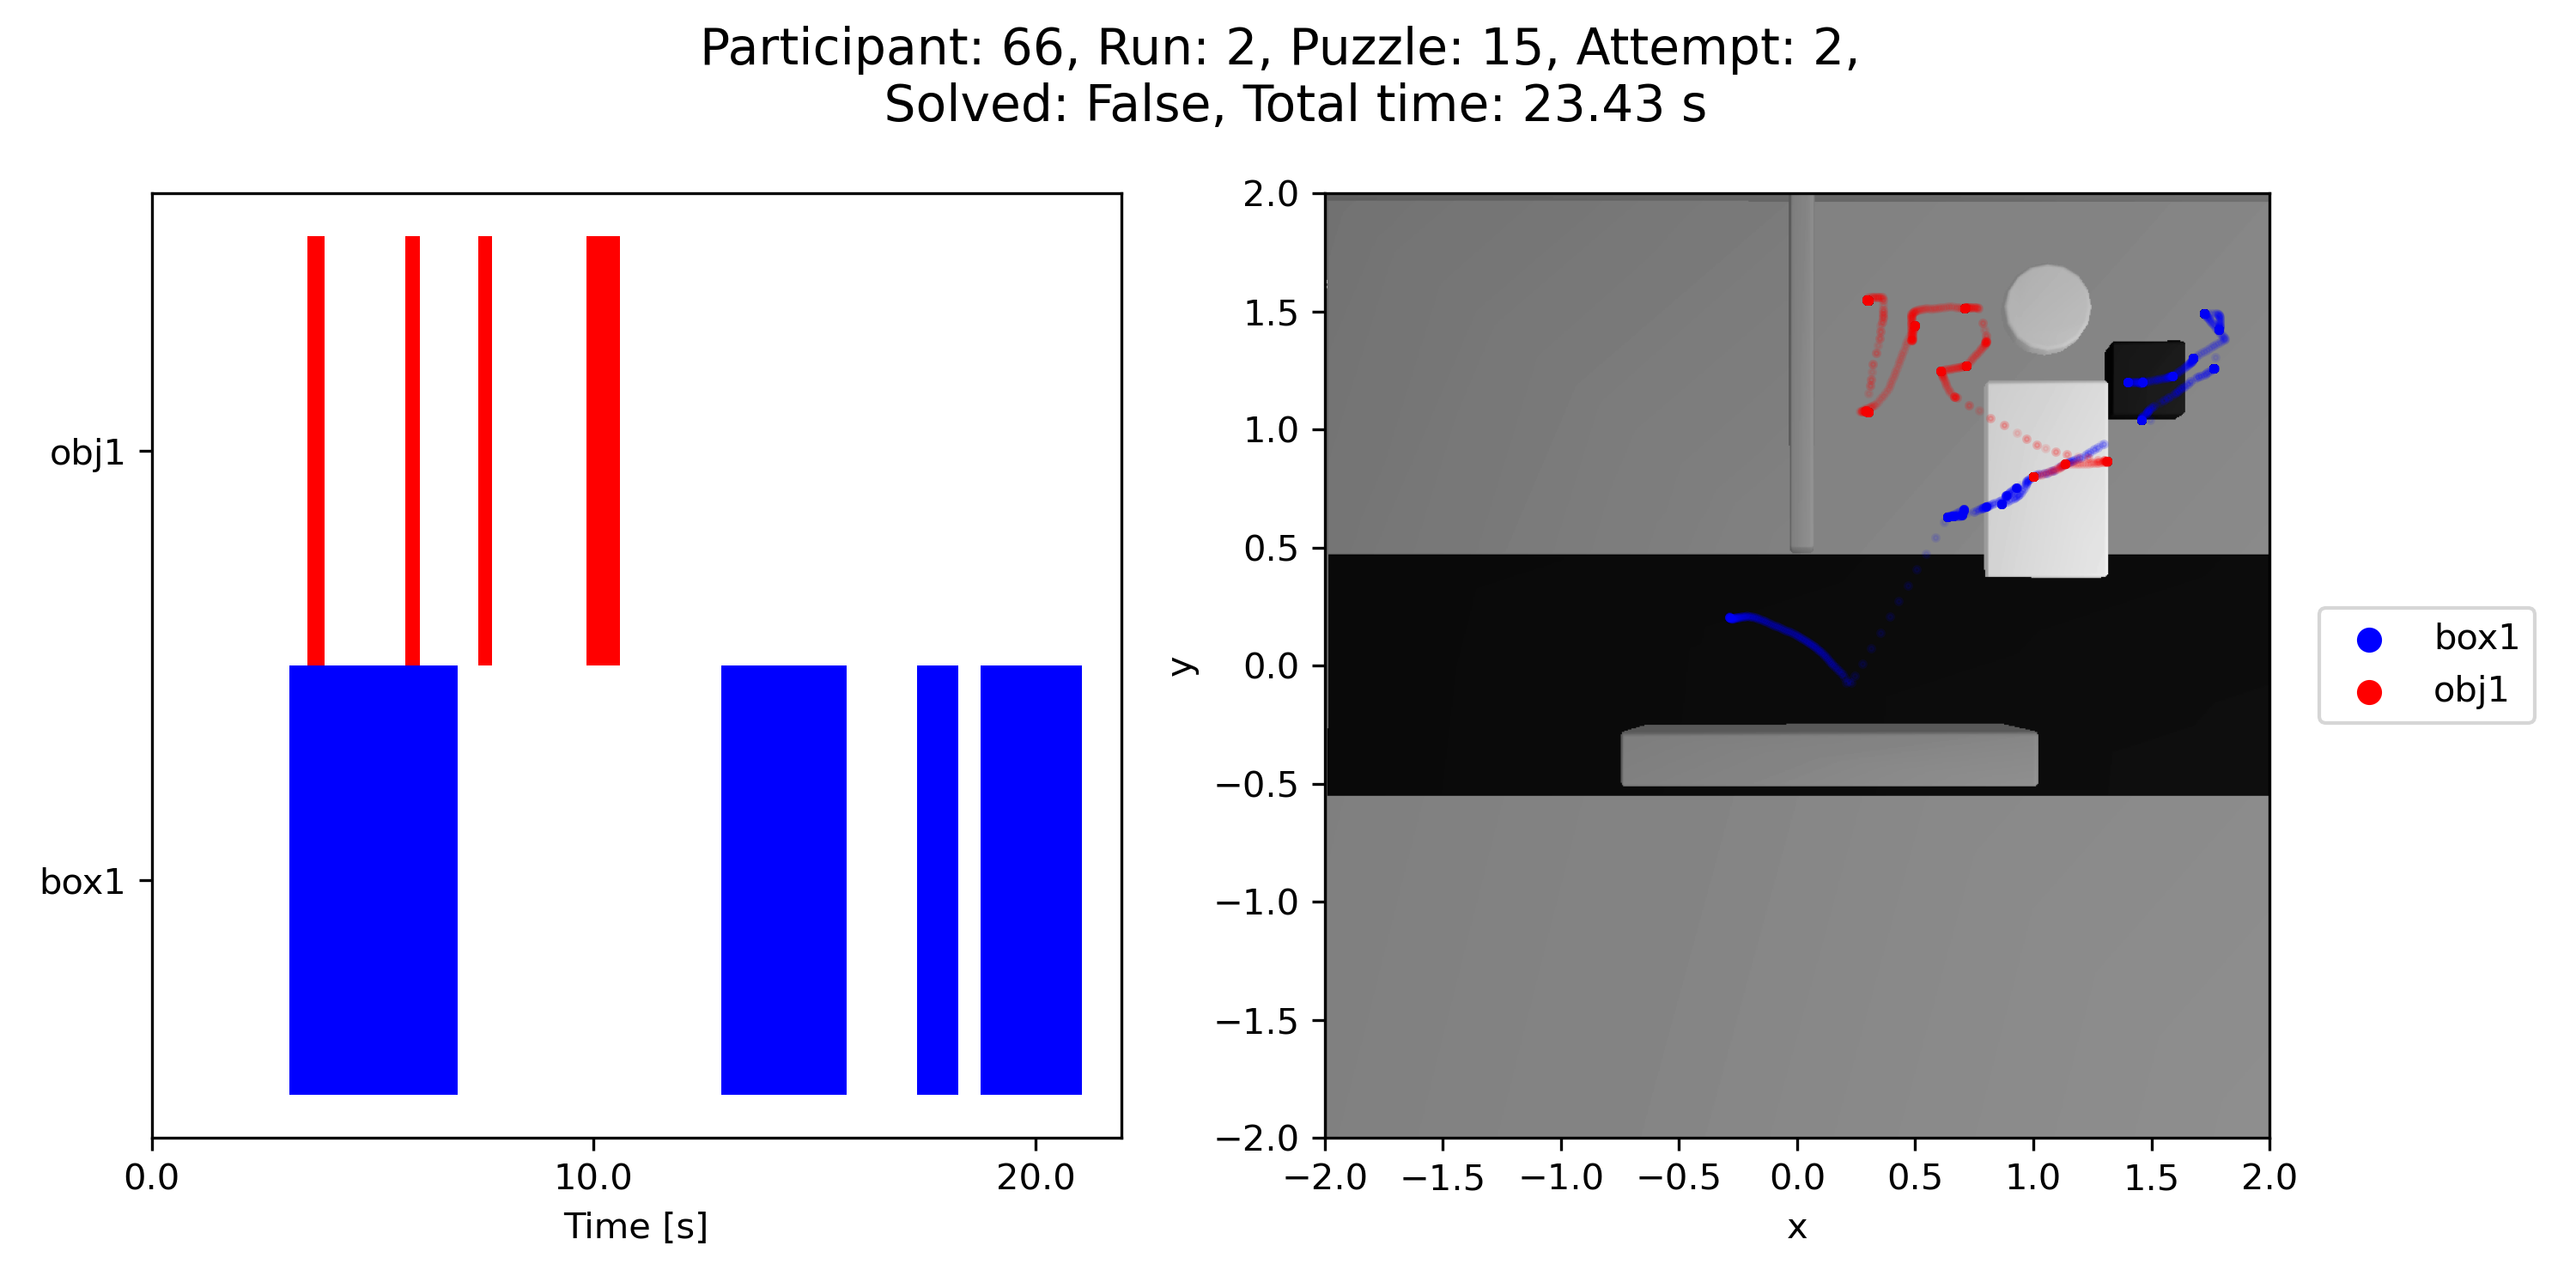 Participant: 66, Run: 2, Puzzle: 15, Attempt: 2,
Solved: False, Total time: 23.43 s
obj1
box1
0.0 10.0 20.0
Time [s]
2.0
1.5
1.0
0.5
0.0
−0.5
−1.0
−1.5
−2.0
y
−2.0 −1.5 −1.0 −0.5 0.0 0.5 1.0 1.5 2.0
x
box1
obj1